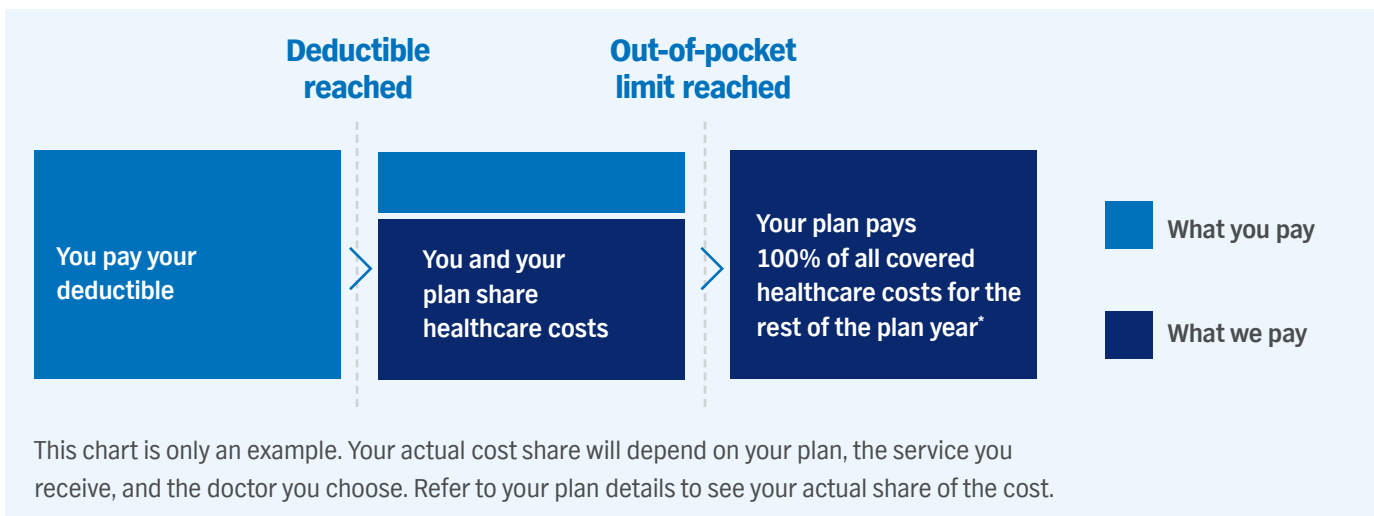 Deductible
reached
Out-of-pocket
limit reached
You pay your
deductible
You and your
plan share
healthcare costs
Your plan pays
100% of all covered
healthcare costs for the
rest of the plan year*
What you pay
What we pay
This chart is only an example. Your actual cost share will depend on your plan, the service you
receive, and the doctor you choose. Refer to your plan details to see your actual share of the cost.